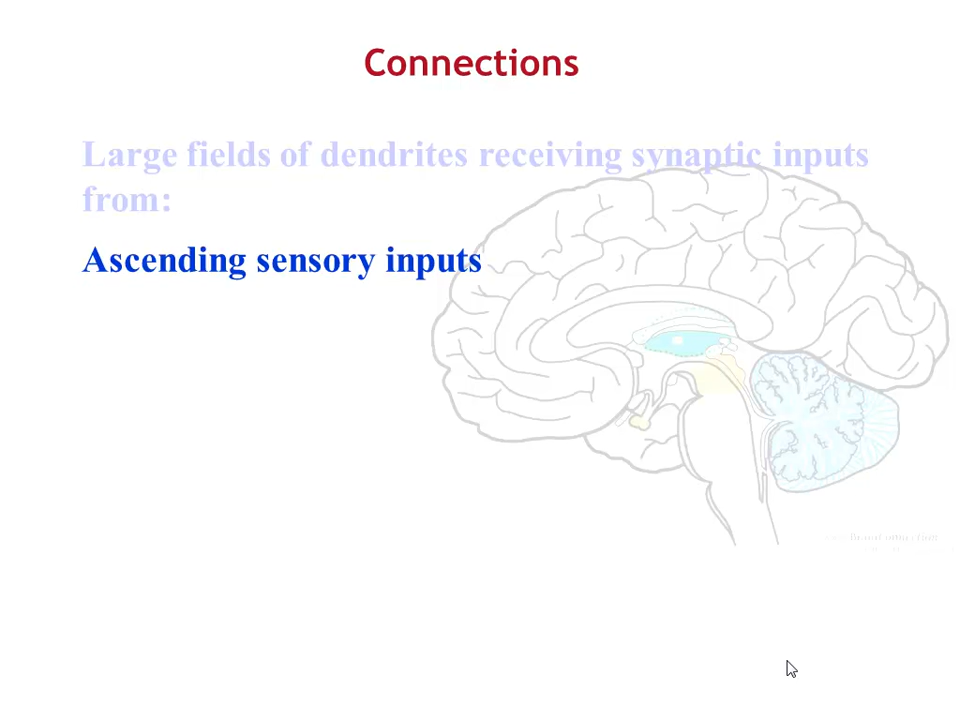 Connections
Large fields of dendrites receiving synaptic inputs
from:
Ascending sensory inputs